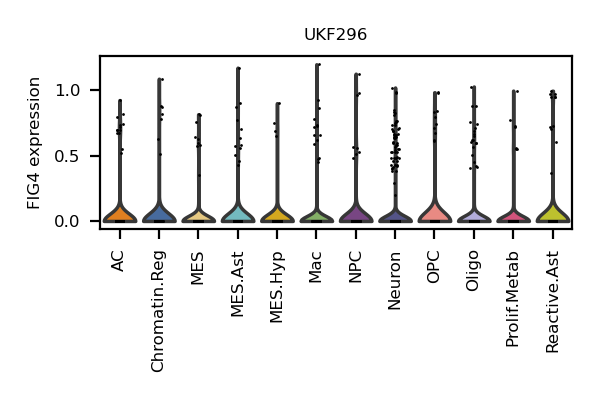 UKF296
FIG4 expression
1.0
0.5
0.0
AC
Chromatin.Reg
MES
MES.Ast
MES.Hyp
Mac
NPC
Neuron
OPC
Oligo
Prolif.Metab
Reactive.Ast